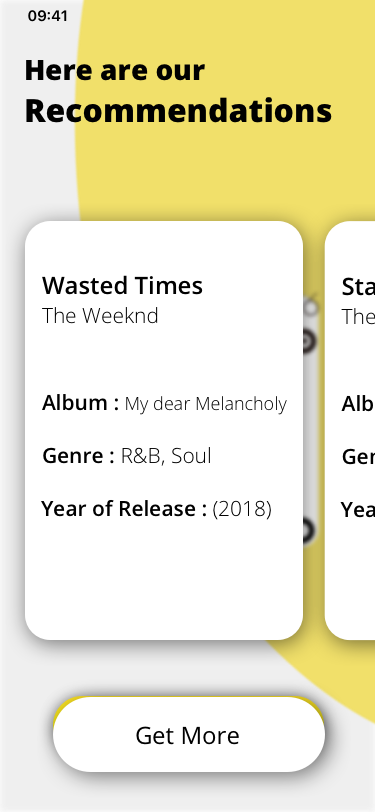 09:41
Here are our
Recommendations
Wasted Times
The Weeknd
Album : My dear Melancholy
Genre : R&B, Soul
Year of Release : (2018)
Sta
The
Alb
Gen
Yea
Get More